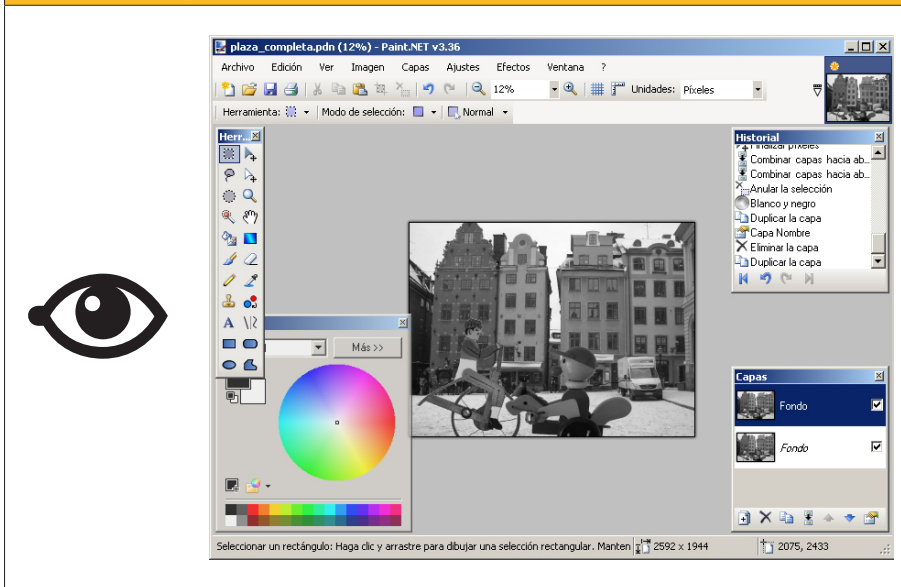 plaza_completa.pdn (12%) - Paint.NET v3.36
Archivo Edición Ver Imagen Capas Ajustes Efectos Ventana ?
12% Unidades: Píxeles
Herramienta: Modo de selección: Normal
Herr...
Historial
Finalizar píxeles
Combinar capas hacia ab...
Combinar capas hacia ab...
Anular la selección
Blanco y negro
Duplicar la capa
Capa Nombre
Eliminar la capa
Duplicar la capa
Más >>
Capas
Fondo
Fondo
Seleccionar un rectángulo: Haga clic y arrastre para dibujar una selección rectangular. Manten 2592 x 1944 2075, 2433